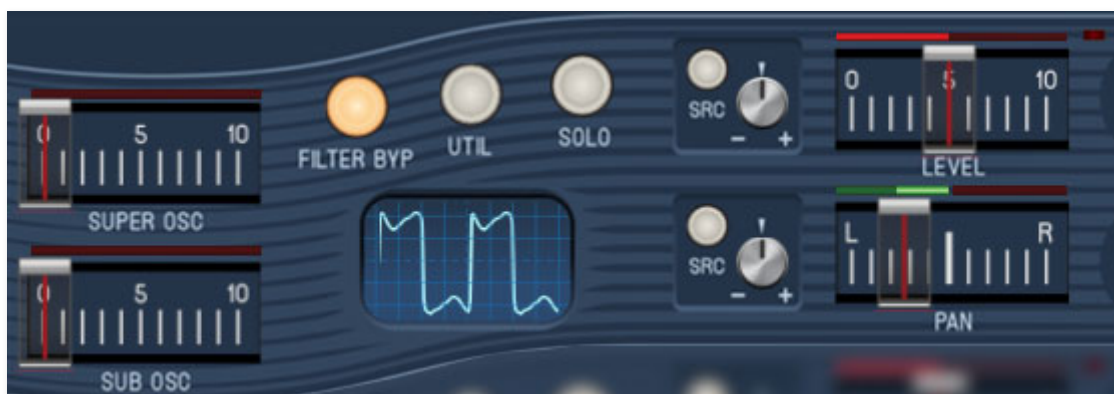 0 5 10
SUPER OSC
0 5 10
SUB OSC
FILTER BYP
UTIL
SOLO
SRC
- +
0 5 10
LEVEL
SRC
- +
L R
PAN